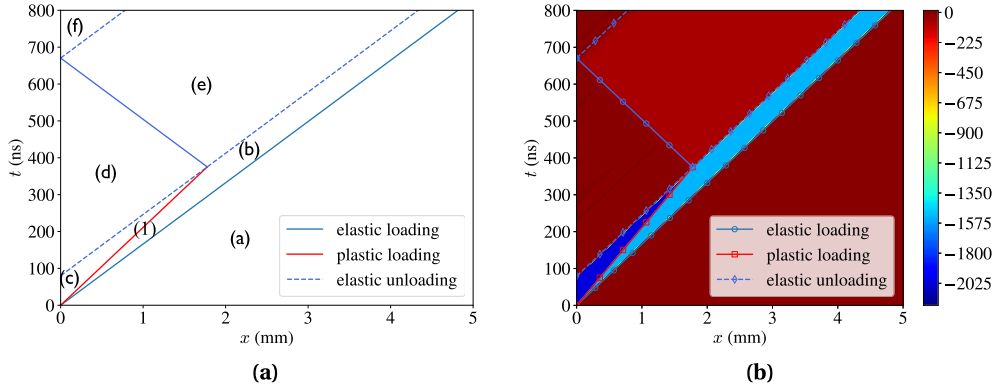 800
700
600
500
400
300
200
100
0
t (ns)
0
1
2
3
4
5
x (mm)
(f)
(e)
(b)
(d)
(1)
(a)
(c)
elastic loading
plastic loading
elastic unloading
(a)
800
700
600
500
400
300
200
100
0
t (ns)
0
1
2
3
4
5
x (mm)
elastic loading
plastic loading
elastic unloading
(b)
0
−225
−450
−675
−900
−1125
−1350
−1575
−1800
−2025